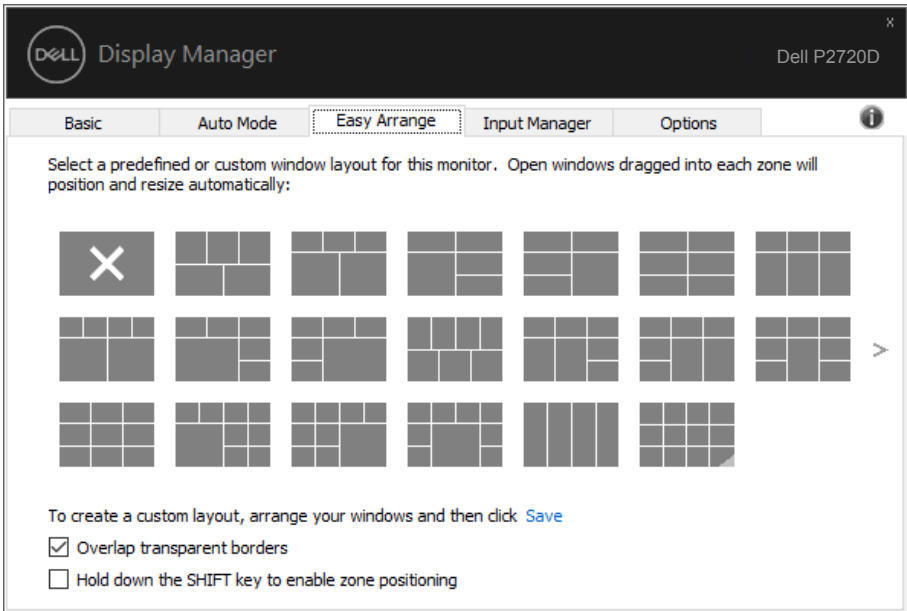 x
DELL Display Manager
Dell P2720D
Basic Auto Mode Easy Arrange Input Manager Options
Select a predefined or custom window layout for this monitor. Open windows dragged into each zone will
position and resize automatically:
>
To create a custom layout, arrange your windows and then click Save
Overlap transparent borders
Hold down the SHIFT key to enable zone positioning